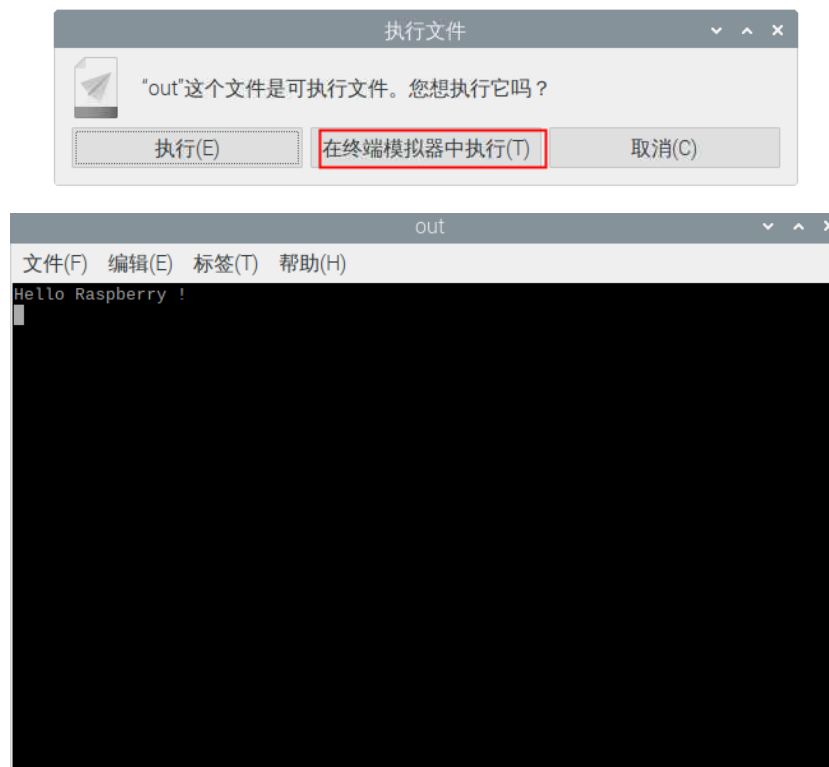 执行文件
“out”这个文件是可执行文件。您想执行它吗？
执行(E) 在终端模拟器中执行(T) 取消(C)
out
文件(F) 编辑(E) 标签(T) 帮助(H)
Hello Raspberry !